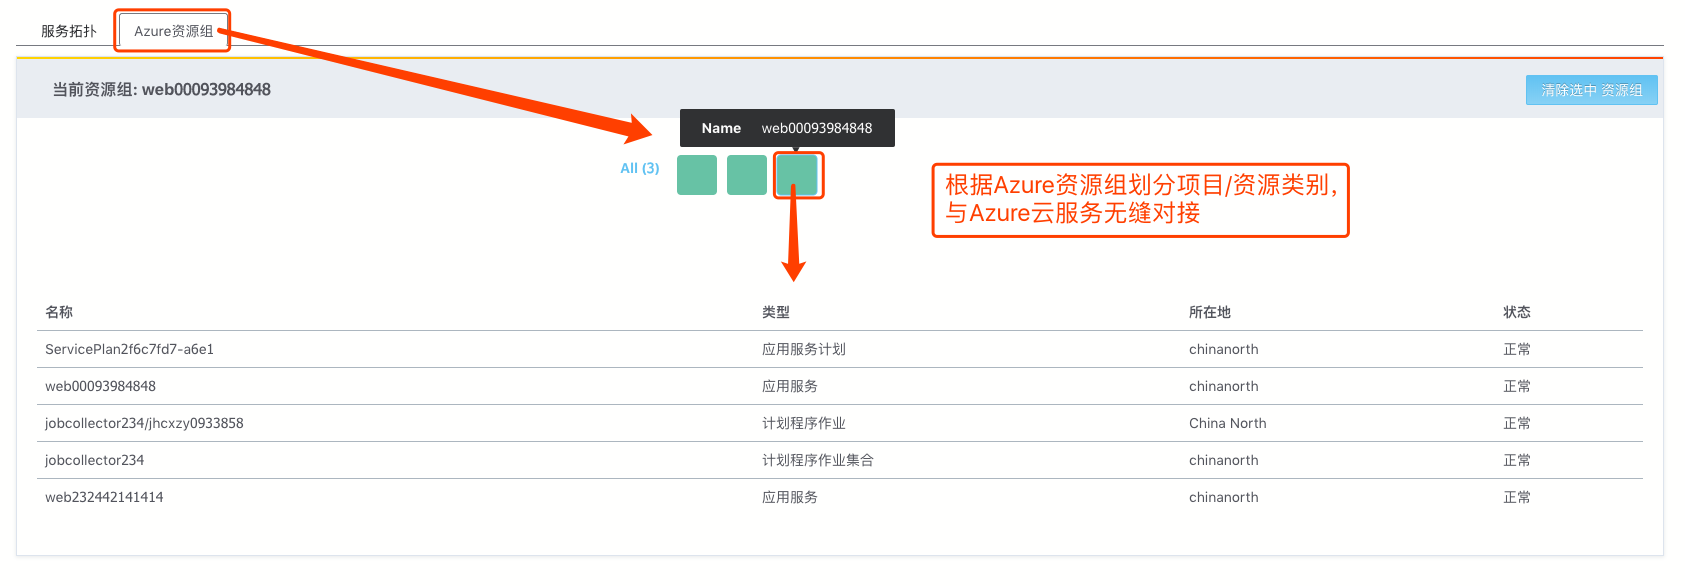 服务拓扑 Azure资源组
当前资源组: web00093984848 清除选中 资源组
Name web00093984848
All (3)
根据Azure资源组划分项目/资源类别,
与Azure云服务无缝对接
名称 类型 所在地 状态
ServicePlan2f6c7fd7-a6e1 应用服务计划 chinanorth 正常
web00093984848 应用服务 chinanorth 正常
jobcollector234/jhcxzy0933858 计划程序作业 China North 正常
jobcollector234 计划程序作业集合 chinanorth 正常
web232442141414 应用服务 chinanorth 正常